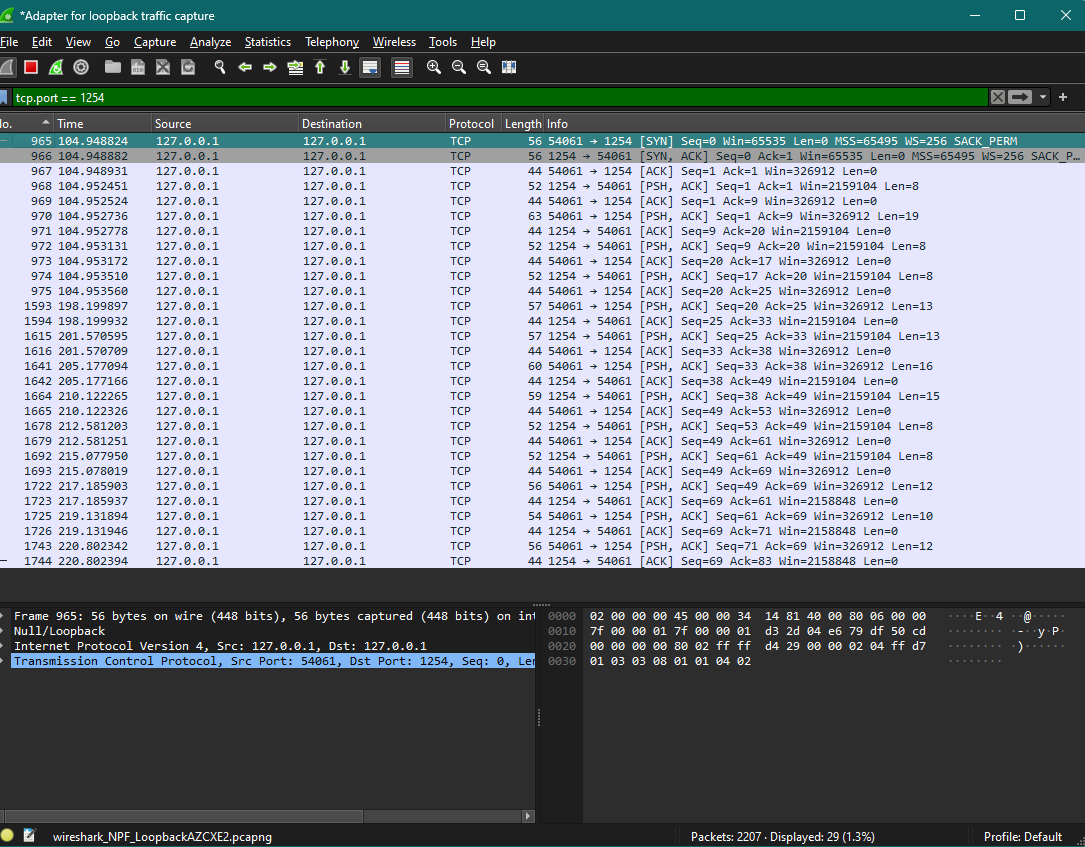 *Adapter for loopback traffic capture
File Edit View Go Capture Analyze Statistics Telephony Wireless Tools Help
tcp.port == 1254
No. Time Source Destination Protocol Length Info
965 104.948824 127.0.0.1 127.0.0.1 TCP 56 54061 → 1254 [SYN] Seq=0 Win=65535 Len=0 MSS=65495 WS=256 SACK_PERM
966 104.948882 127.0.0.1 127.0.0.1 TCP 56 1254 → 54061 [SYN, ACK] Seq=0 Ack=1 Win=65535 Len=0 MSS=65495 WS=256 SACK_P…
967 104.948931 127.0.0.1 127.0.0.1 TCP 44 54061 → 1254 [ACK] Seq=1 Ack=1 Win=326912 Len=0
968 104.952451 127.0.0.1 127.0.0.1 TCP 52 1254 → 54061 [PSH, ACK] Seq=1 Ack=1 Win=2159104 Len=8
969 104.952524 127.0.0.1 127.0.0.1 TCP 44 54061 → 1254 [ACK] Seq=1 Ack=9 Win=326912 Len=0
970 104.952736 127.0.0.1 127.0.0.1 TCP 63 54061 → 1254 [PSH, ACK] Seq=1 Ack=9 Win=326912 Len=19
971 104.952778 127.0.0.1 127.0.0.1 TCP 44 1254 → 54061 [ACK] Seq=9 Ack=20 Win=2159104 Len=0
972 104.953131 127.0.0.1 127.0.0.1 TCP 52 1254 → 54061 [PSH, ACK] Seq=9 Ack=20 Win=2159104 Len=8
973 104.953172 127.0.0.1 127.0.0.1 TCP 44 54061 → 1254 [ACK] Seq=20 Ack=17 Win=326912 Len=0
974 104.953510 127.0.0.1 127.0.0.1 TCP 52 1254 → 54061 [PSH, ACK] Seq=17 Ack=20 Win=2159104 Len=8
975 104.953560 127.0.0.1 127.0.0.1 TCP 44 54061 → 1254 [ACK] Seq=20 Ack=25 Win=326912 Len=0
1593 198.199897 127.0.0.1 127.0.0.1 TCP 57 54061 → 1254 [PSH, ACK] Seq=20 Ack=25 Win=326912 Len=13
1594 198.199932 127.0.0.1 127.0.0.1 TCP 44 1254 → 54061 [ACK] Seq=25 Ack=33 Win=2159104 Len=0
1615 201.570595 127.0.0.1 127.0.0.1 TCP 57 1254 → 54061 [PSH, ACK] Seq=25 Ack=33 Win=2159104 Len=13
1616 201.570709 127.0.0.1 127.0.0.1 TCP 44 54061 → 1254 [ACK] Seq=33 Ack=38 Win=326912 Len=0
1641 205.177094 127.0.0.1 127.0.0.1 TCP 60 54061 → 1254 [PSH, ACK] Seq=33 Ack=38 Win=326912 Len=16
1642 205.177166 127.0.0.1 127.0.0.1 TCP 44 1254 → 54061 [ACK] Seq=38 Ack=49 Win=2159104 Len=0
1664 210.122265 127.0.0.1 127.0.0.1 TCP 59 1254 → 54061 [PSH, ACK] Seq=38 Ack=49 Win=2159104 Len=15
1665 210.122326 127.0.0.1 127.0.0.1 TCP 44 54061 → 1254 [ACK] Seq=49 Ack=53 Win=326912 Len=0
1678 212.581203 127.0.0.1 127.0.0.1 TCP 52 1254 → 54061 [PSH, ACK] Seq=53 Ack=49 Win=2159104 Len=8
1679 212.581251 127.0.0.1 127.0.0.1 TCP 44 54061 → 1254 [ACK] Seq=49 Ack=61 Win=326912 Len=0
1692 215.077950 127.0.0.1 127.0.0.1 TCP 52 1254 → 54061 [PSH, ACK] Seq=61 Ack=49 Win=2159104 Len=8
1693 215.078019 127.0.0.1 127.0.0.1 TCP 44 54061 → 1254 [ACK] Seq=49 Ack=69 Win=326912 Len=0
1722 217.185903 127.0.0.1 127.0.0.1 TCP 56 54061 → 1254 [PSH, ACK] Seq=49 Ack=69 Win=326912 Len=12
1723 217.185937 127.0.0.1 127.0.0.1 TCP 44 1254 → 54061 [ACK] Seq=69 Ack=61 Win=2158848 Len=0
1725 219.131894 127.0.0.1 127.0.0.1 TCP 54 54061 → 1254 [PSH, ACK] Seq=61 Ack=69 Win=326912 Len=10
1726 219.131946 127.0.0.1 127.0.0.1 TCP 44 1254 → 54061 [ACK] Seq=69 Ack=71 Win=2158848 Len=0
1743 220.802342 127.0.0.1 127.0.0.1 TCP 56 54061 → 1254 [PSH, ACK] Seq=71 Ack=69 Win=326912 Len=12
1744 220.802394 127.0.0.1 127.0.0.1 TCP 44 1254 → 54061 [ACK] Seq=69 Ack=83 Win=2158848 Len=0
Frame 965: 56 bytes on wire (448 bits), 56 bytes captured (448 bits) on int
Null/Loopback
Internet Protocol Version 4, Src: 127.0.0.1, Dst: 127.0.0.1
Transmission Control Protocol, Src Port: 54061, Dst Port: 1254, Seq: 0, Ler
0000 02 00 00 00 45 00 00 34 14 81 40 00 80 06 00 00 ····E··4 ··@·····
0010 7f 00 00 01 7f 00 00 01 d3 2d 04 e6 79 df 50 cd ········ ·-··y·P·
0020 00 00 00 00 80 02 ff ff d4 29 00 00 02 04 ff d7 ········ ·)······
0030 01 03 03 08 01 01 04 02 ········
wireshark_NPF_LoopbackAZCXE2.pcapng
Packets: 2207 · Displayed: 29 (1.3%)
Profile: Default